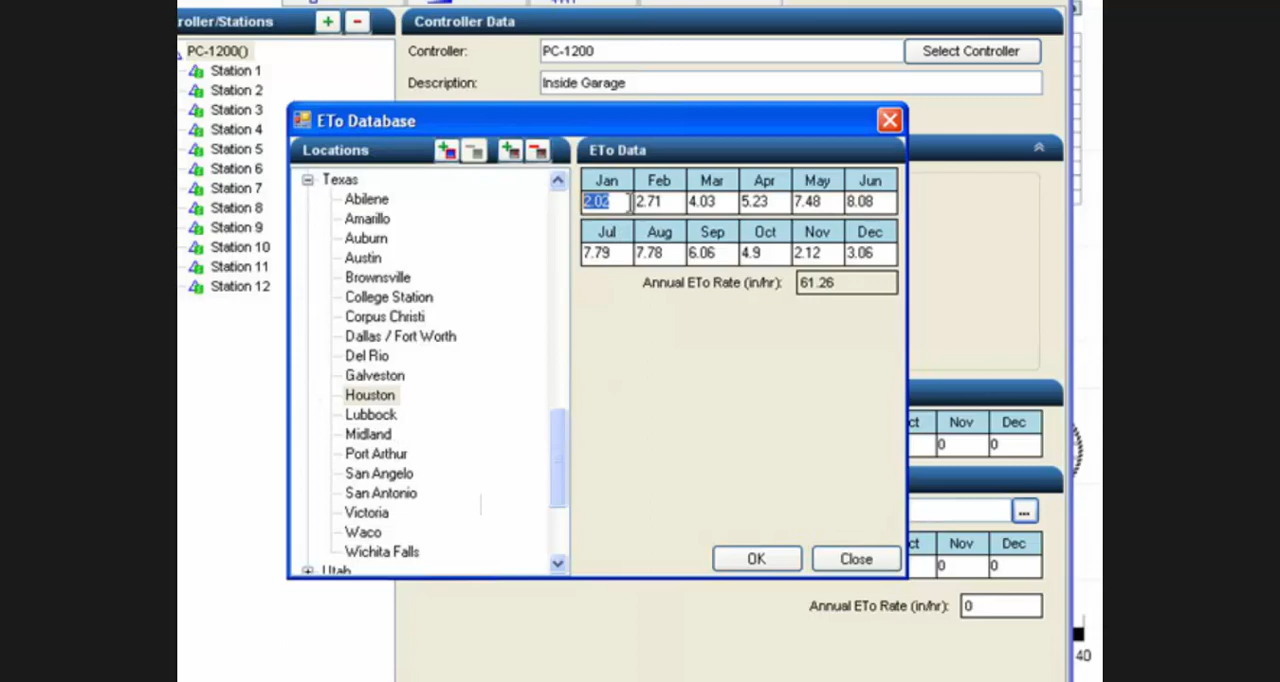 roller/Stations
+ -
Controller Data
PC-1200()
Station 1
Station 2
Station 3
Station 4
Station 5
Station 6
Station 7
Station 8
Station 9
Station 10
Station 11
Station 12
Controller: PC-1200 Select Controller
Description: Inside Garage
ETo Database
Locations
Texas
Abilene
Amarillo
Auburn
Austin
Brownsville
College Station
Corpus Christi
Dallas / Fort Worth
Del Rio
Galveston
Houston
Lubbock
Midland
Port Arthur
San Angelo
San Antonio
Victoria
Waco
Wichita Falls
Utah
ETo Data
Jan Feb Mar Apr May Jun
2.02 2.71 4.03 5.23 7.48 8.08
Jul Aug Sep Oct Nov Dec
7.79 7.78 6.06 4.9 2.12 3.06
Annual ETo Rate (in/hr): 61.26
OK Close
ct Nov Dec
0 0
...
ct Nov Dec
0 0
Annual ETo Rate (in/hr): 0
40